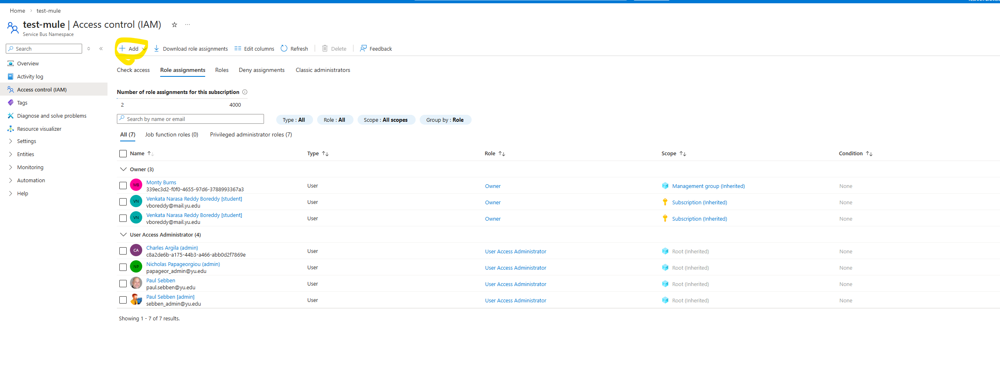 Home > test-mule
test-mule | Access control (IAM) ☆ ...
Service Bus Namespace
Search
Overview
Activity log
Access control (IAM)
Tags
Diagnose and solve problems
Resource visualizer
Settings
Entities
Monitoring
Automation
Help
Add Download role assignments Edit columns Refresh Delete Feedback
Check access Role assignments Roles Deny assignments Classic administrators
Number of role assignments for this subscription
2 4000
Search by name or email Type : All Role : All Scope : All scopes Group by : Role
All (7) Job function roles (0) Privileged administrator roles (7)
Name Type Role Scope Condition
Owner (3)
MB Monty Burns
339ec3d2-f0f0-4655-97d6-3788993367a3 User Owner Management group (Inherited) None
VN Venkata Narasa Reddy Boreddy [student]
vboreddy@mail.yu.edu User Owner Subscription (Inherited) None
VN Venkata Narasa Reddy Boreddy [student]
vboreddy@mail.yu.edu User Owner Subscription (Inherited) None
User Access Administrator (4)
CA Charles Argila (admin)
c8a2de6b-a175-44b3-a466-abb0d2f7869e User User Access Administrator Root (Inherited) None
NP Nicholas Papageorgiou (admin)
papageor_admin@yu.edu User User Access Administrator Root (Inherited) None
Paul Sebben
paul.sebben@yu.edu User User Access Administrator Root (Inherited) None
Paul Sebben [admin]
sebben_admin@yu.edu User User Access Administrator Root (Inherited) None
Showing 1 - 7 of 7 results.